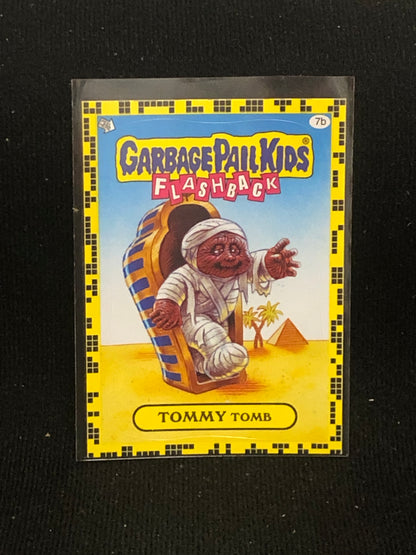 7b
GARBAGE PAIL KIDS®
FLASHBACK
TOMMY TOMB